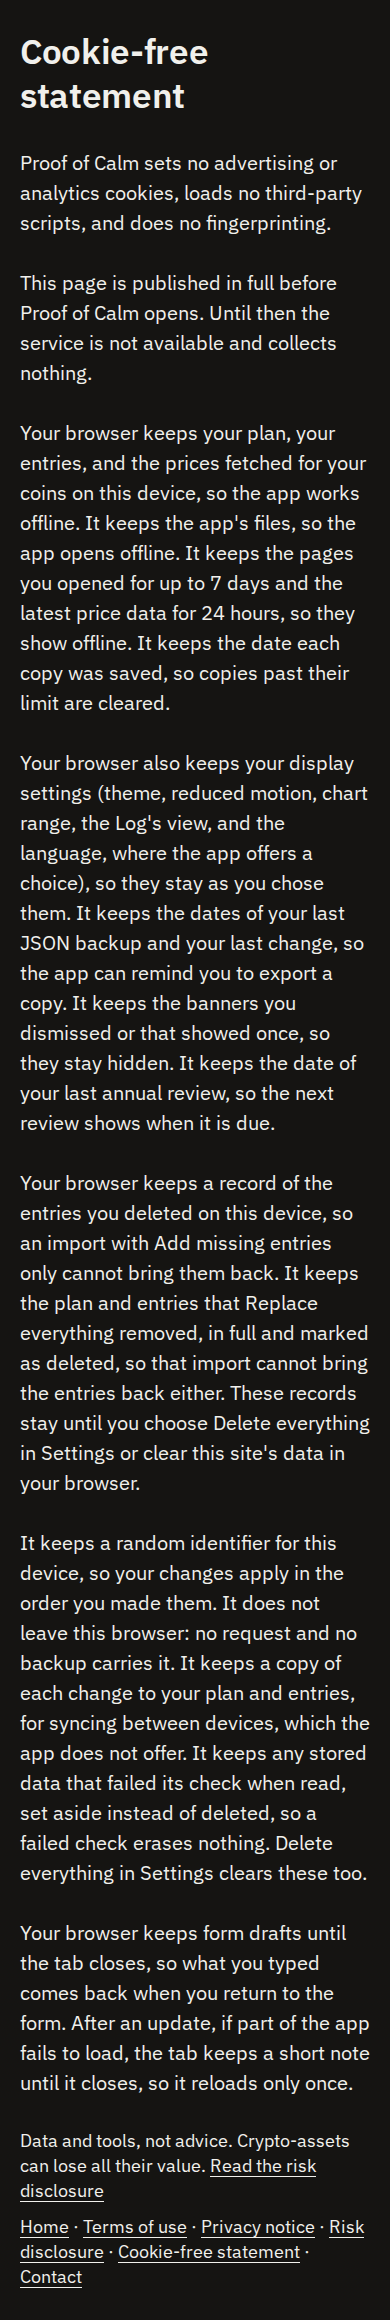 Cookie-free
statement
Proof of Calm sets no advertising or
analytics cookies, loads no third-party
scripts, and does no fingerprinting.
This page is published in full before
Proof of Calm opens. Until then the
service is not available and collects
nothing.
Your browser keeps your plan, your
entries, and the prices fetched for your
coins on this device, so the app works
offline. It keeps the app's files, so the
app opens offline. It keeps the pages
you opened for up to 7 days and the
latest price data for 24 hours, so they
show offline. It keeps the date each
copy was saved, so copies past their
limit are cleared.
Your browser also keeps your display
settings (theme, reduced motion, chart
range, the Log's view, and the
language, where the app offers a
choice), so they stay as you chose
them. It keeps the dates of your last
JSON backup and your last change, so
the app can remind you to export a
copy. It keeps the banners you
dismissed or that showed once, so
they stay hidden. It keeps the date of
your last annual review, so the next
review shows when it is due.
Your browser keeps a record of the
entries you deleted on this device, so
an import with Add missing entries
only cannot bring them back. It keeps
the plan and entries that Replace
everything removed, in full and marked
as deleted, so that import cannot bring
the entries back either. These records
stay until you choose Delete everything
in Settings or clear this site's data in
your browser.
It keeps a random identifier for this
device, so your changes apply in the
order you made them. It does not
leave this browser: no request and no
backup carries it. It keeps a copy of
each change to your plan and entries,
for syncing between devices, which the
app does not offer. It keeps any stored
data that failed its check when read,
set aside instead of deleted, so a
failed check erases nothing. Delete
everything in Settings clears these too.
Your browser keeps form drafts until
the tab closes, so what you typed
comes back when you return to the
form. After an update, if part of the app
fails to load, the tab keeps a short note
until it closes, so it reloads only once.
Data and tools, not advice. Crypto-assets
can lose all their value. Read the risk
disclosure
Home · Terms of use · Privacy notice · Risk
disclosure · Cookie-free statement ·
Contact